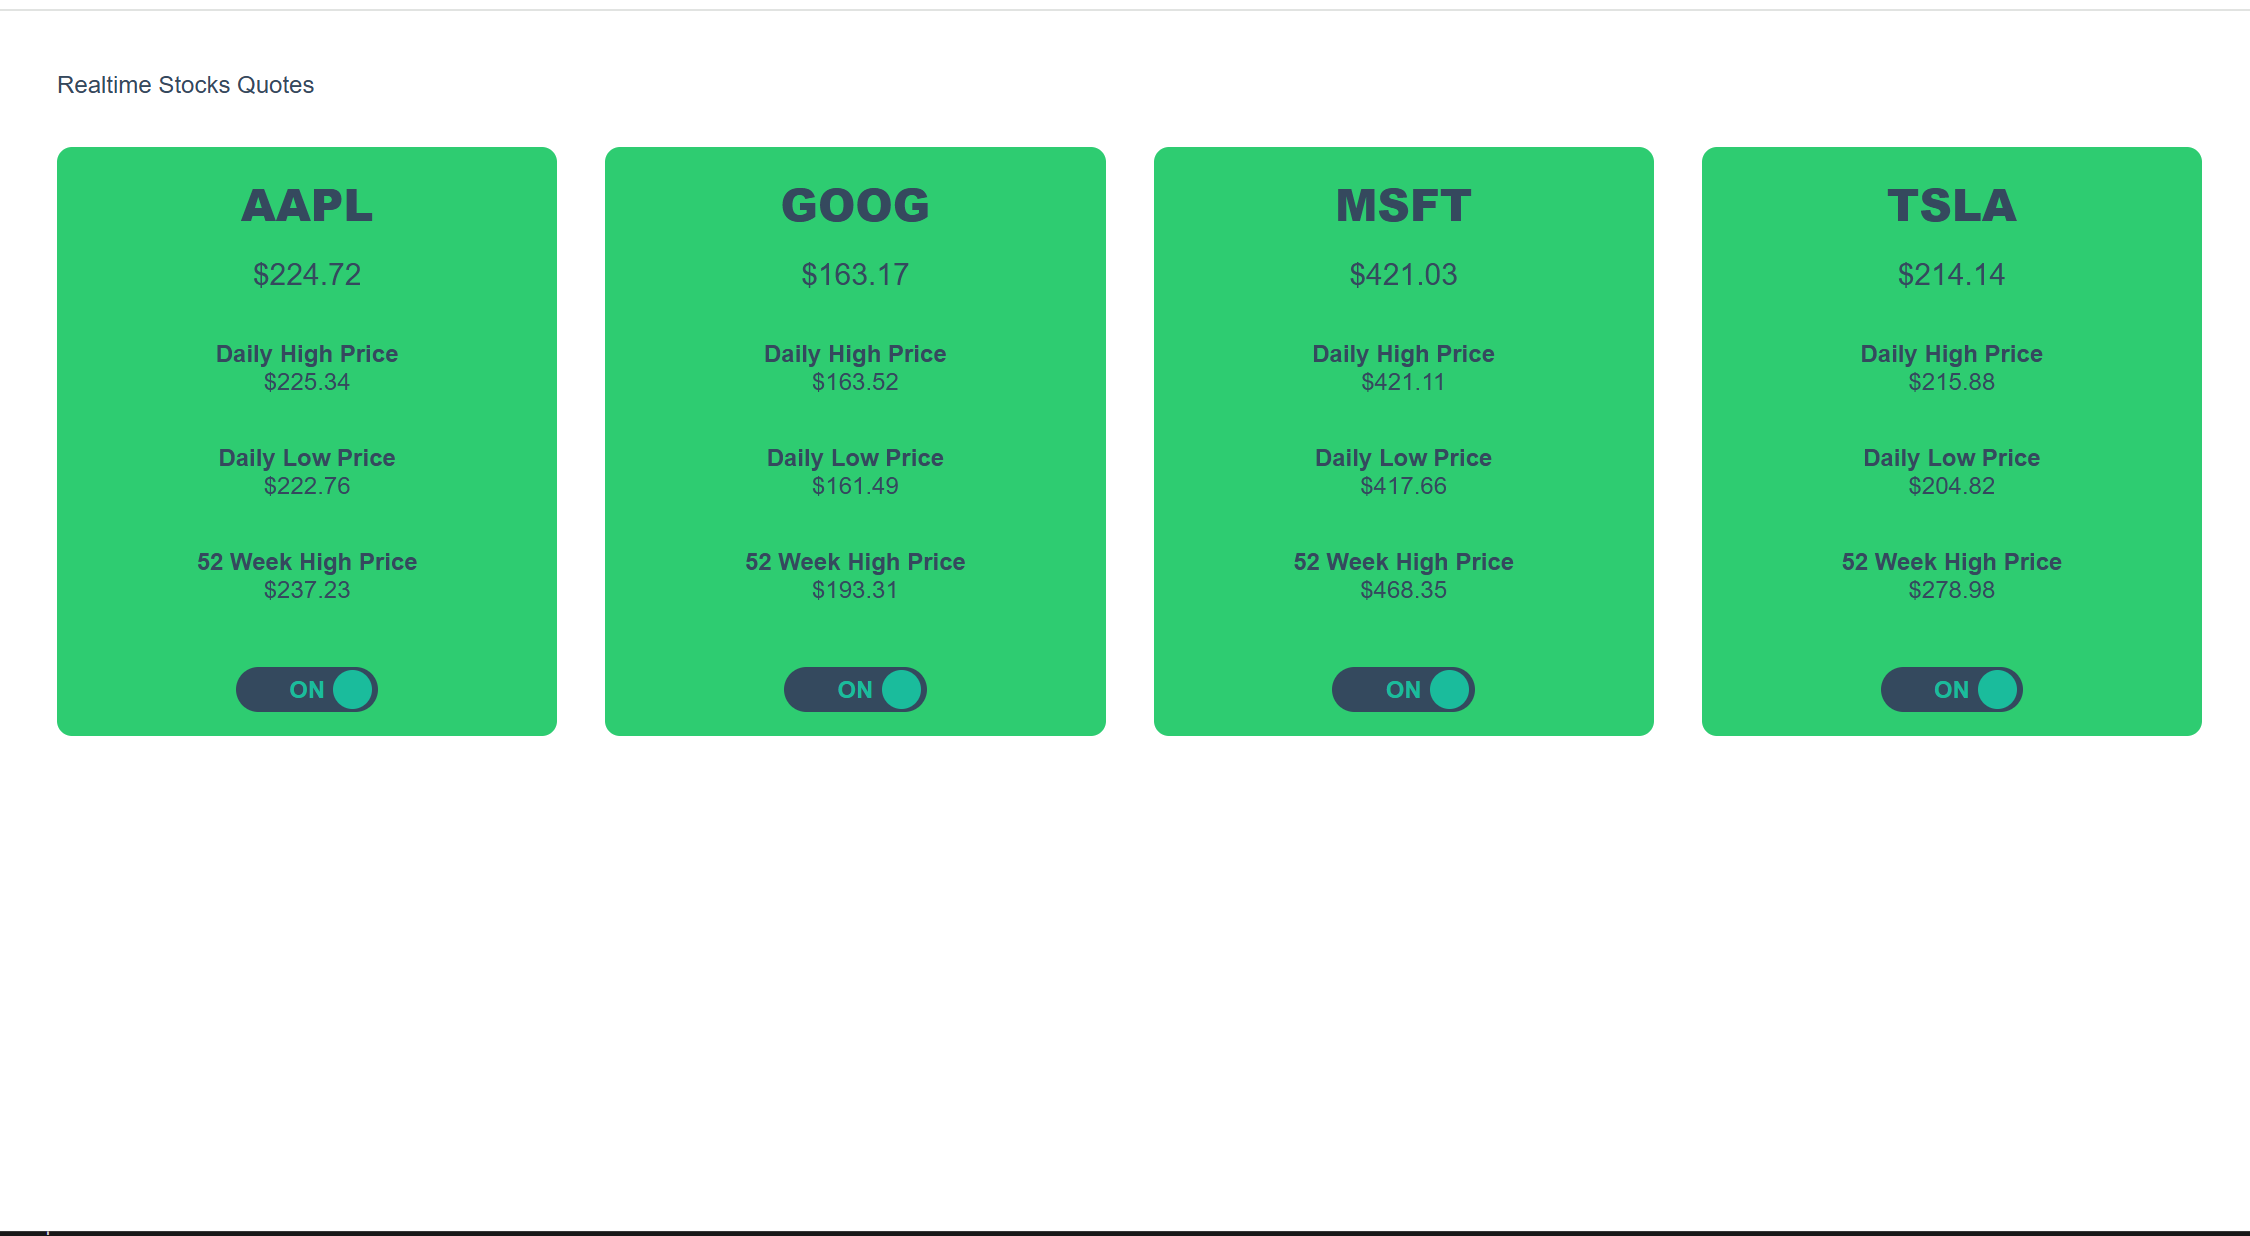 Realtime Stocks Quotes
AAPL
$224.72
Daily High Price
$225.34
Daily Low Price
$222.76
52 Week High Price
$237.23
ON
GOOG
$163.17
Daily High Price
$163.52
Daily Low Price
$161.49
52 Week High Price
$193.31
ON
MSFT
$421.03
Daily High Price
$421.11
Daily Low Price
$417.66
52 Week High Price
$468.35
ON
TSLA
$214.14
Daily High Price
$215.88
Daily Low Price
$204.82
52 Week High Price
$278.98
ON